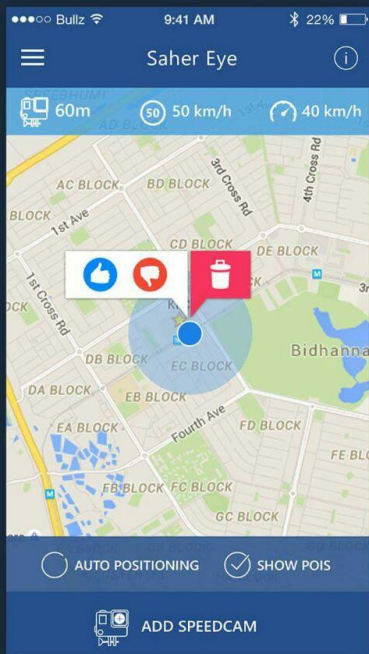 Bullz
9:41 AM
22%
Saher Eye
i
60m
50
50 km/h
40 km/h
AD BLOCK
AC BLOCK
BD BLOCK
3rd Cross Rd
4th Cross Rd
BLOCK
1st Ave
CD BLOCK
DE BLOCK
1st Cross Rd
M
DB BLOCK
EC BLOCK
Bidhanna
DA BLOCK
EB BLOCK
EA BLOCK
Fourth Ave
FD BLOCK
FE BLO
FB BLOCK
FC BLOCK
M
GC BLOCK
AUTO POSITIONING
SHOW POIS
ADD SPEEDCAM